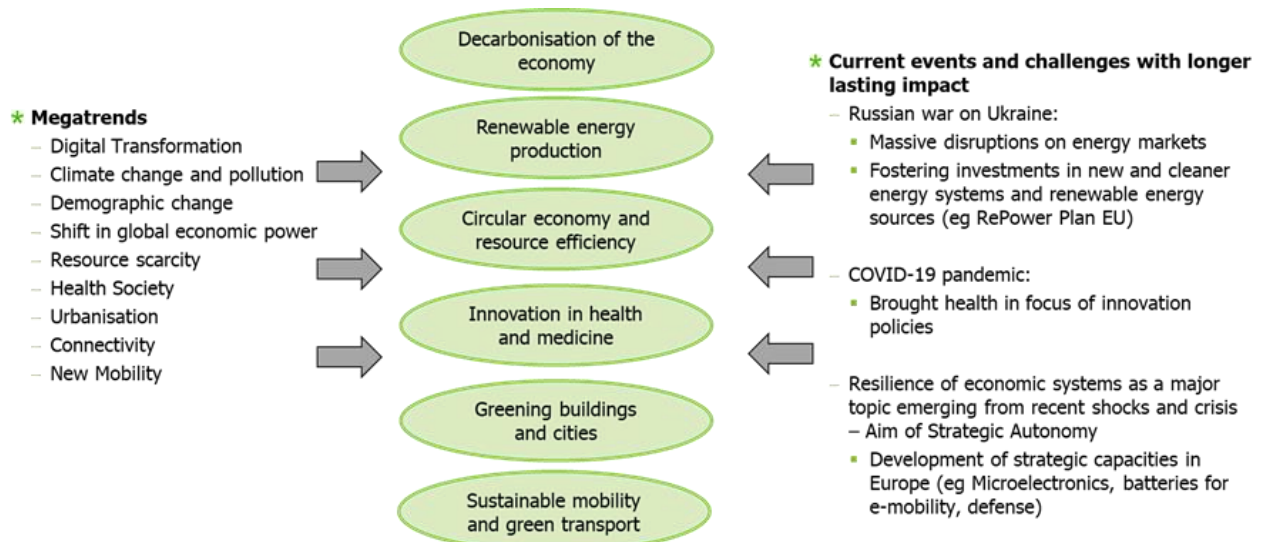 * Megatrends
– Digital Transformation
– Climate change and pollution
– Demographic change
– Shift in global economic power
– Resource scarcity
– Health Society
– Urbanisation
– Connectivity
– New Mobility
Decarbonisation of the
economy
Renewable energy
production
Circular economy and
resource efficiency
Innovation in health
and medicine
Greening buildings
and cities
Sustainable mobility
and green transport
* Current events and challenges with longer
lasting impact
– Russian war on Ukraine:
▪ Massive disruptions on energy markets
▪ Fostering investments in new and cleaner
energy systems and renewable energy
sources (eg RePower Plan EU)
– COVID-19 pandemic:
▪ Brought health in focus of innovation
policies
– Resilience of economic systems as a major
topic emerging from recent shocks and crisis
– Aim of Strategic Autonomy
▪ Development of strategic capacities in
Europe (eg Microelectronics, batteries for
e-mobility, defense)